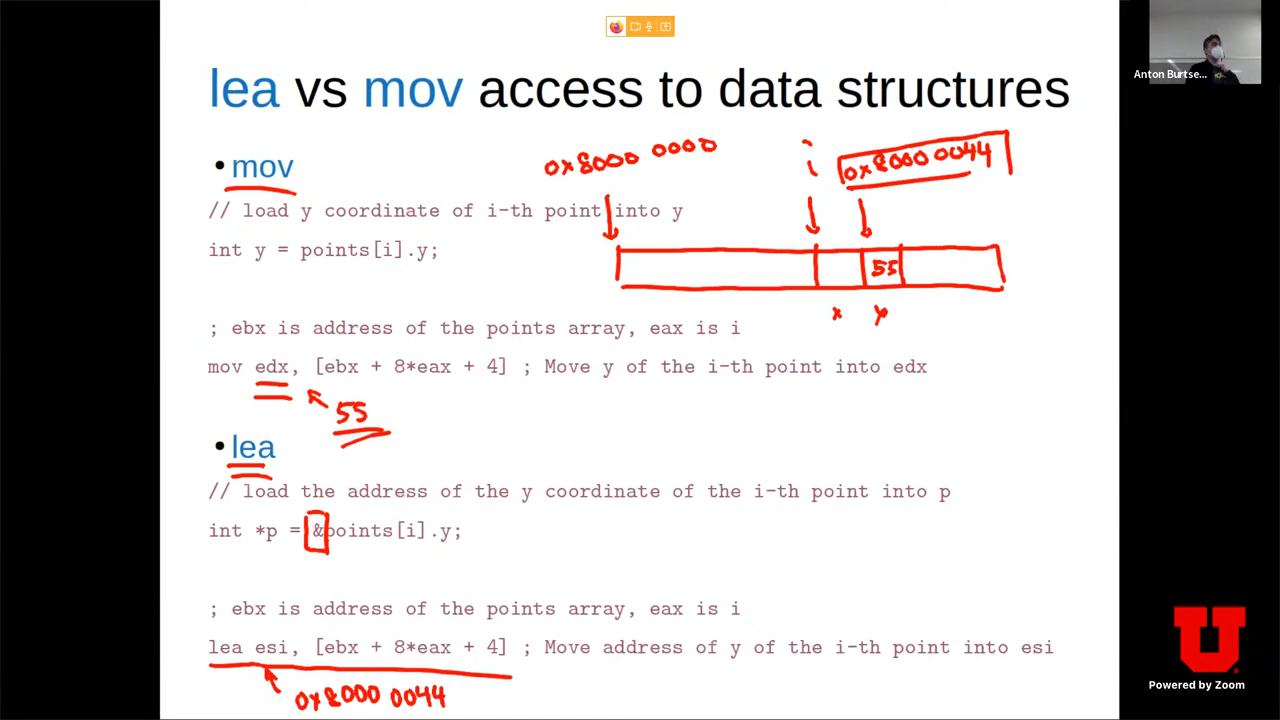 lea vs mov access to data structures
• mov
0x8000 0000
i
0x8000 0044
// load y coordinate of i-th point into y
int y = points[i].y;
55
x y
; ebx is address of the points array, eax is i
mov edx, [ebx + 8*eax + 4] ; Move y of the i-th point into edx
55
• lea
// load the address of the y coordinate of the i-th point into p
int *p = &points[i].y;
; ebx is address of the points array, eax is i
lea esi, [ebx + 8*eax + 4] ; Move address of y of the i-th point into esi
0x8000 0044
Anton Burtse...
U
Powered by Zoom